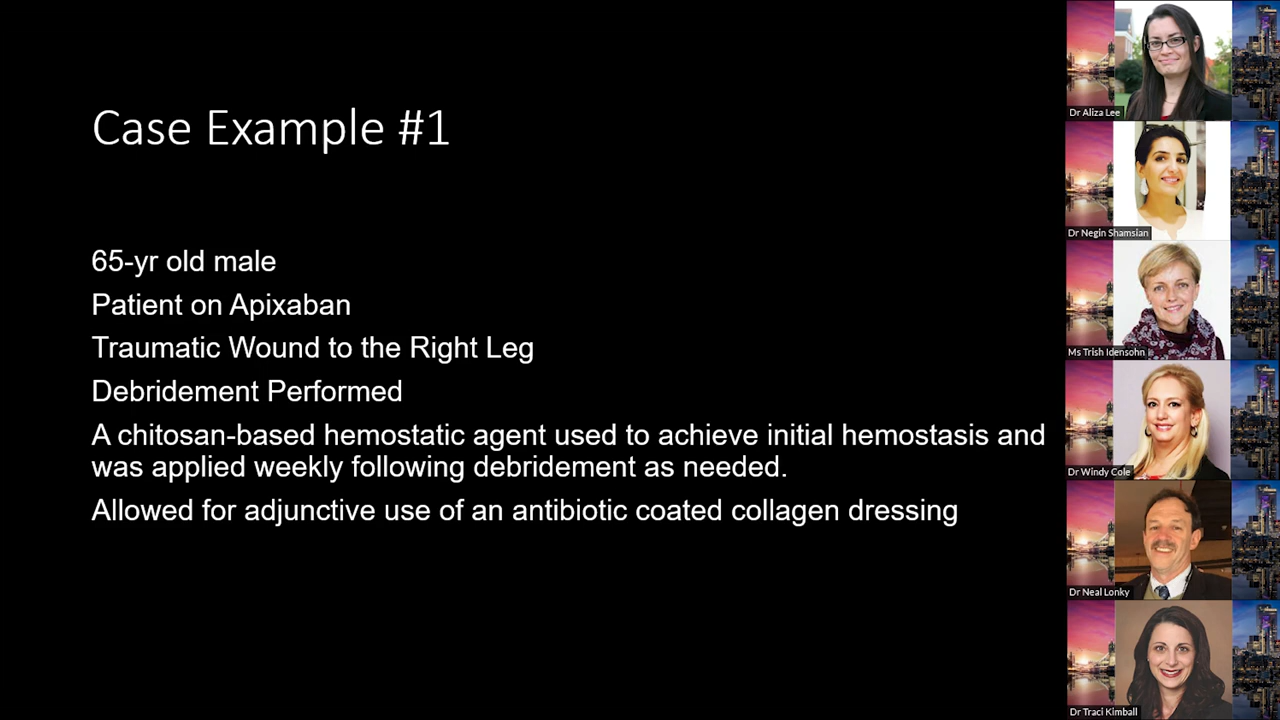 Case Example #1
65-yr old male
Patient on Apixaban
Traumatic Wound to the Right Leg
Debridement Performed
A chitosan-based hemostatic agent used to achieve initial hemostasis and
was applied weekly following debridement as needed.
Allowed for adjunctive use of an antibiotic coated collagen dressing
Dr Aliza Lee
Dr Negin Shamsian
Ms Trish Idensohn
Dr Windy Cole
Dr Neal Lonky
Dr Traci Kimball